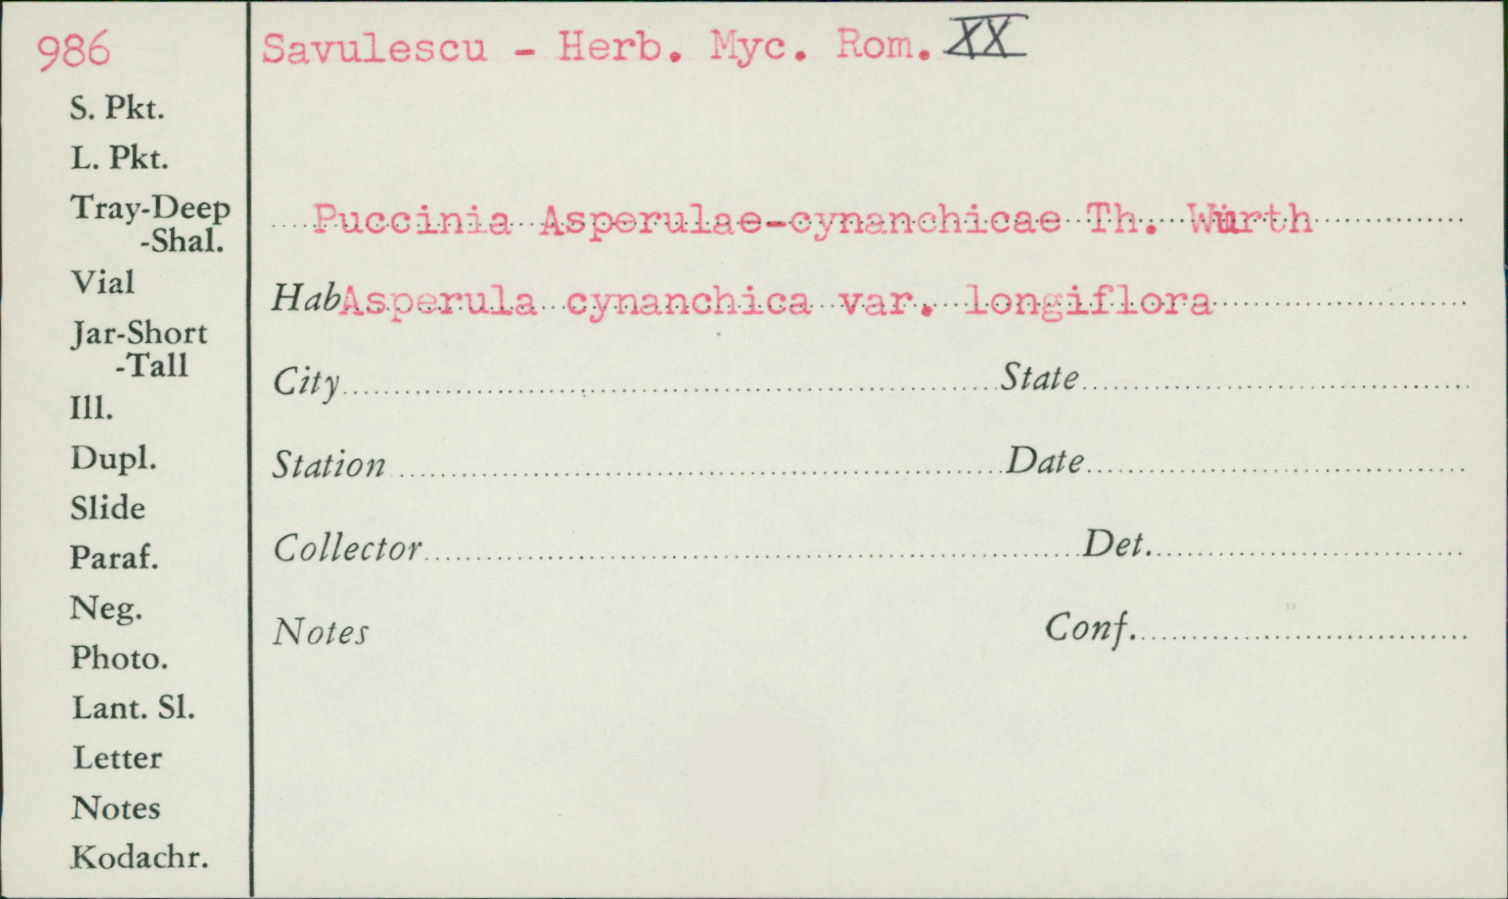 986
Savulescu - Herb. Myc. Rom. XX
S. Pkt.
L. Pkt.
Tray-Deep
-Shal.
Vial
Jar-Short
-Tall
Ill.
Dupl.
Slide
Paraf.
Neg.
Photo.
Lant. Sl.
Letter
Notes
Kodachr.
Puccinia Asperulae-cynanchicae Th. Würth
Hab Asperula cynanchica var. longiflora
City State
Station Date
Collector Det.
Notes Conf.